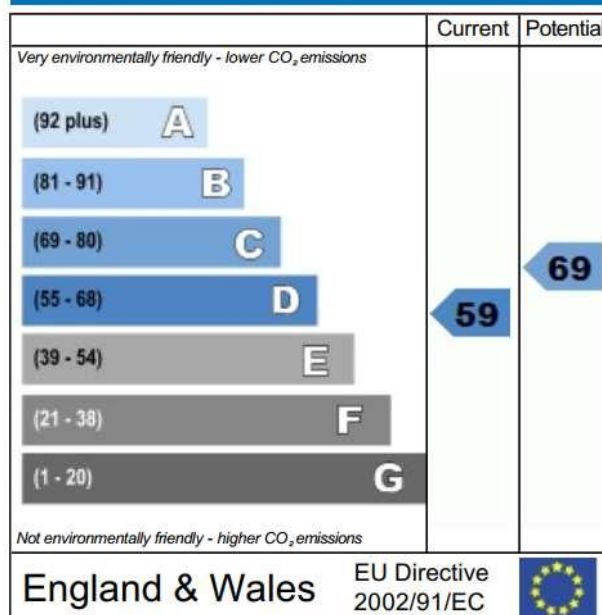 Current Potential
Very environmentally friendly - lower CO₂ emissions
(92 plus) A
(81 - 91) B
(69 - 80) C
(55 - 68) D
(39 - 54) E
(21 - 38) F
(1 - 20) G
59
69
Not environmentally friendly - higher CO₂ emissions
England & Wales
EU Directive
2002/91/EC